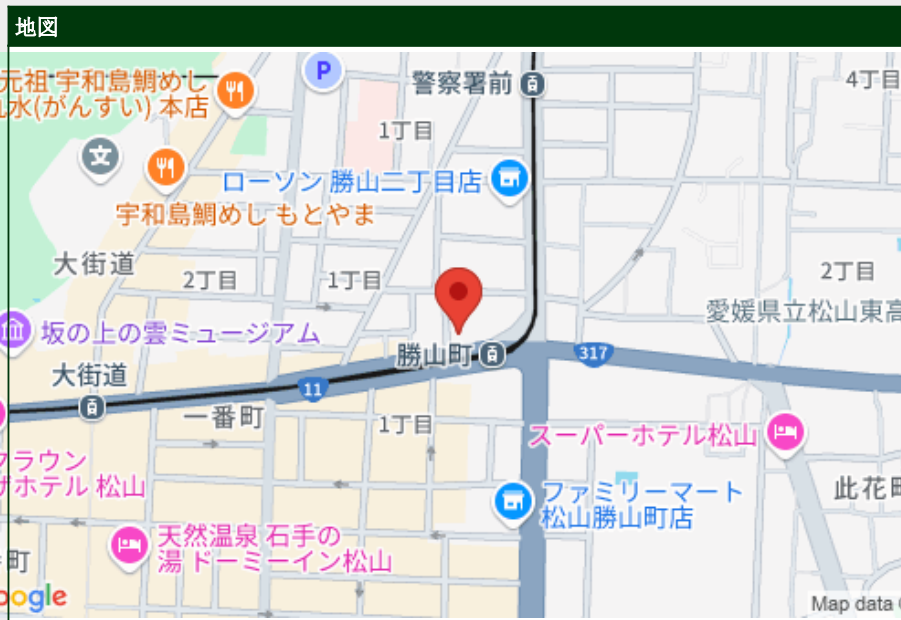 地図
元祖 宇和島鯛めし
水(がんすい) 本店
P
警察署前
4丁目
1丁目
文
ローソン 勝山二丁目店
宇和島鯛めし もとやま
大街道
2丁目
1丁目
2丁目
愛媛県立松山東高
坂の上の雲ミュージアム
勝山町
317
大街道
11
一番町
1丁目
スーパーホテル松山
クラウン
ザホテル 松山
ファミリーマート
松山勝山町店
此花町
天然温泉 石手の
湯 ドーミーイン松山
町
oogle
Map data